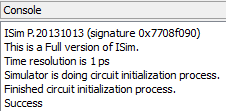 Console
ISim P.20131013 (signature 0x7708f090)
This is a Full version of ISim.
Time resolution is 1 ps
Simulator is doing circuit initialization process.
Finished circuit initialization process.
Success